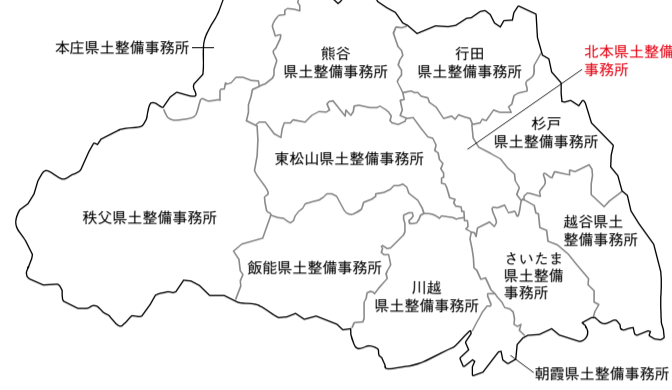 本庄県土整備事務所
熊谷
県土整備事務所
行田
県土整備事務所
北本県土整備
事務所
杉戸
県土整備事務所
東松山県土整備事務所
秩父県土整備事務所
越谷県土
整備事務所
飯能県土整備事務所
さいたま
県土整備
事務所
川越
県土整備事務所
朝霞県土整備事務所